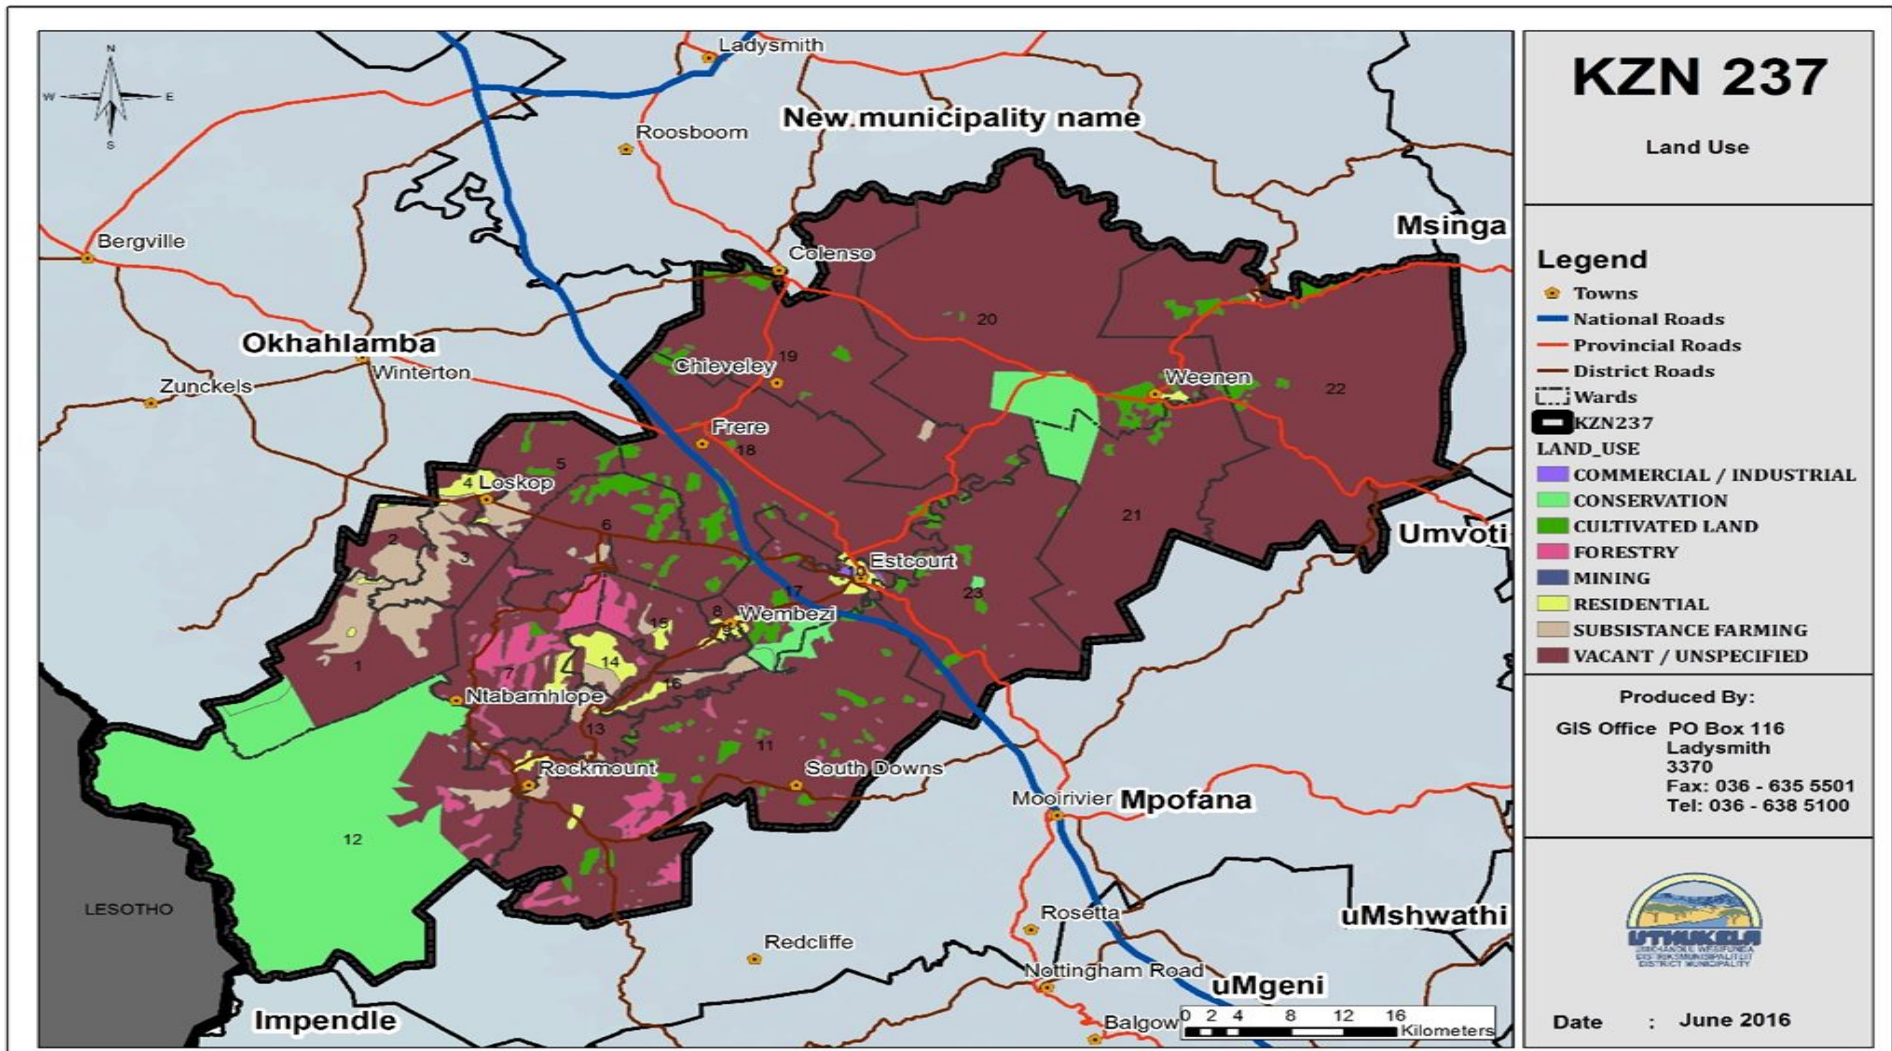 N
W
E
S
Ladysmith
New.municipality name
Roosboom
Msinga
Bergville
Colenso
20
Okhahlamba
19
Chieveley
Winterton
Zunckels
Weenen
22
Frere
18
5
4 Loskop
21
6
2
3
Umvoti
Estcourt
17
23
8
Wembezi
15
14
1
7
16
Ntabamhlope
13
11
Rockmount
South Downs
Mooirivier
Mpofana
12
LESOTHO
Rosetta
uMshwathi
Redcliffe
Nottingham Road
uMgeni
Impendle
Balgow
0 2 4 8 12 16
Kilometers
KZN 237
Land Use
Legend
Towns
National Roads
Provincial Roads
District Roads
Wards
KZN237
LAND_USE
COMMERCIAL / INDUSTRIAL
CONSERVATION
CULTIVATED LAND
FORESTRY
MINING
RESIDENTIAL
SUBSISTANCE FARMING
VACANT / UNSPECIFIED
Produced By:
GIS Office PO Box 116
Ladysmith
3370
Fax: 036 - 635 5501
Tel: 036 - 638 5100
UTHUKELA
DISTRIKSMUNISIPALITEIT
DISTRICT MUNICIPALITY
Date : June 2016